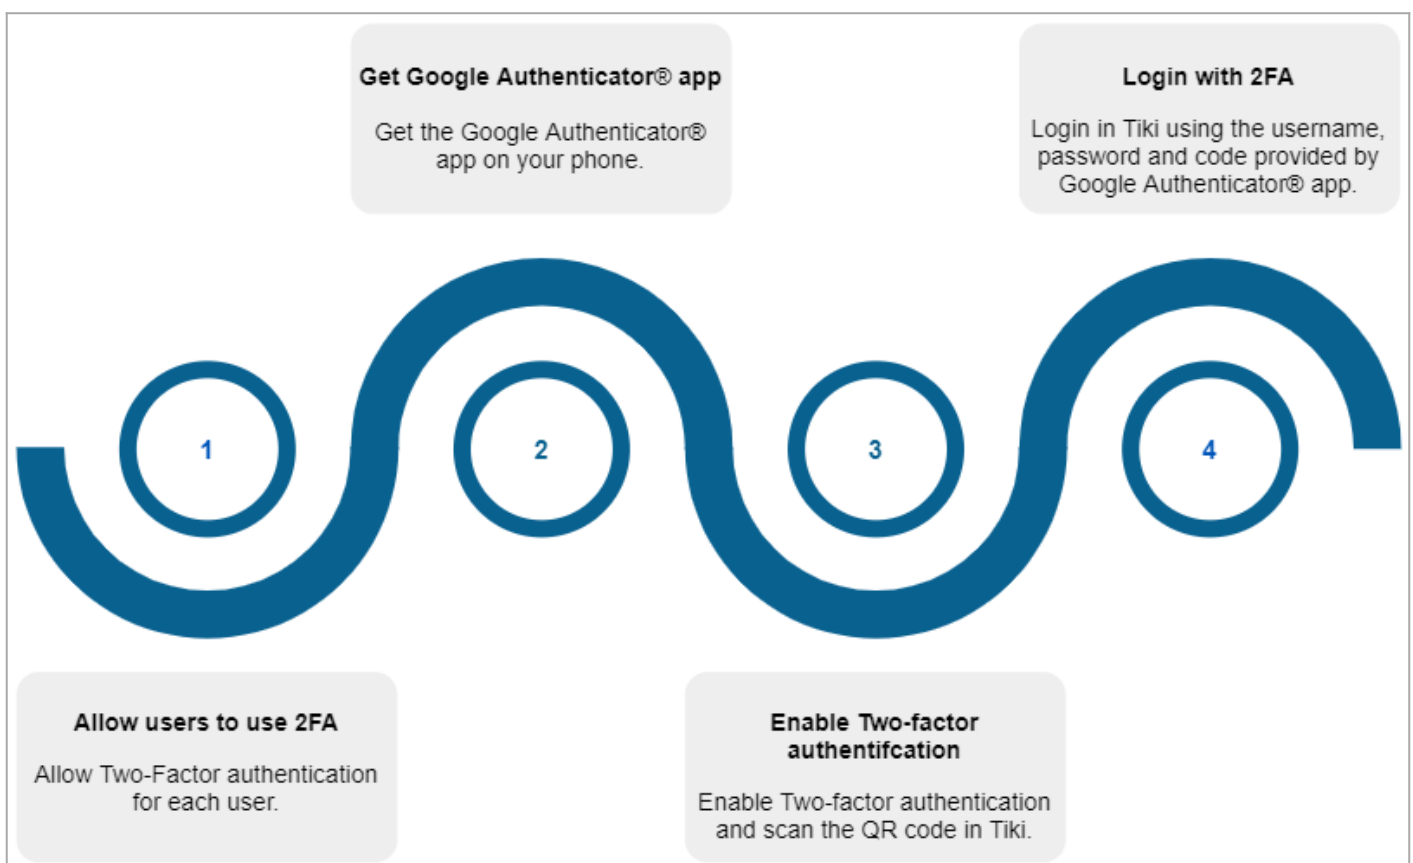 Get Google Authenticator® app
Get the Google Authenticator®
app on your phone.
Login with 2FA
Login in Tiki using the username,
password and code provided by
Google Authenticator® app.
1
2
3
4
Allow users to use 2FA
Allow Two-Factor authentication
for each user.
Enable Two-factor
authentifcation
Enable Two-factor authentication
and scan the QR code in Tiki.